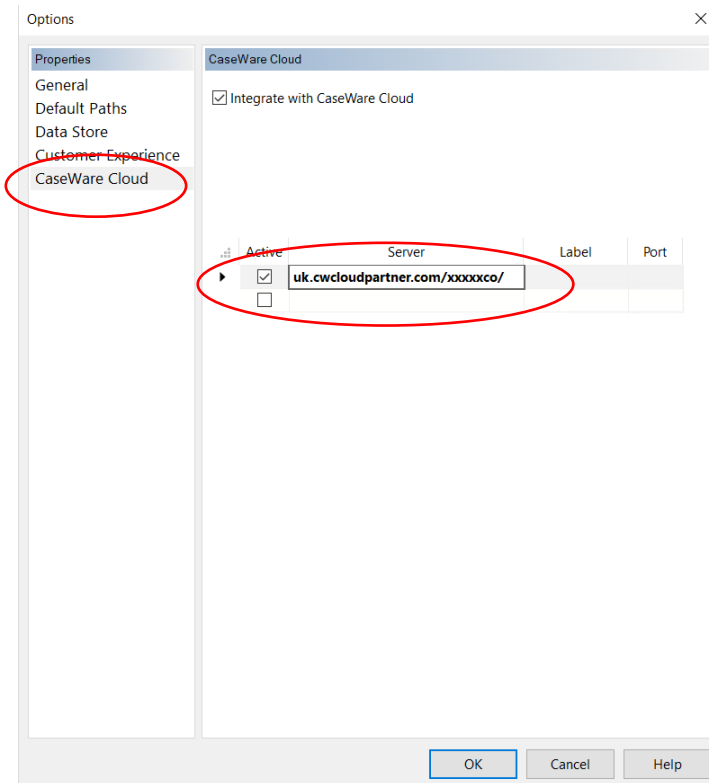 Options
Properties
General
Default Paths
Data Store
Customer Experience
CaseWare Cloud
CaseWare Cloud
Integrate with CaseWare Cloud
Active Server Label Port
uk.cwcloudpartner.com/xxxxxco/
OK Cancel Help